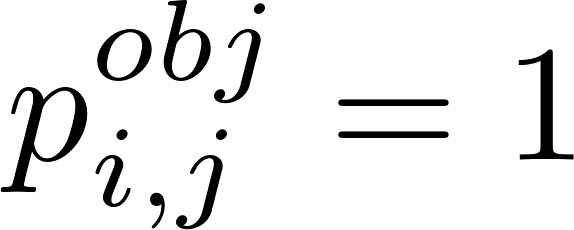 p_{i,j}^{obj} = 1